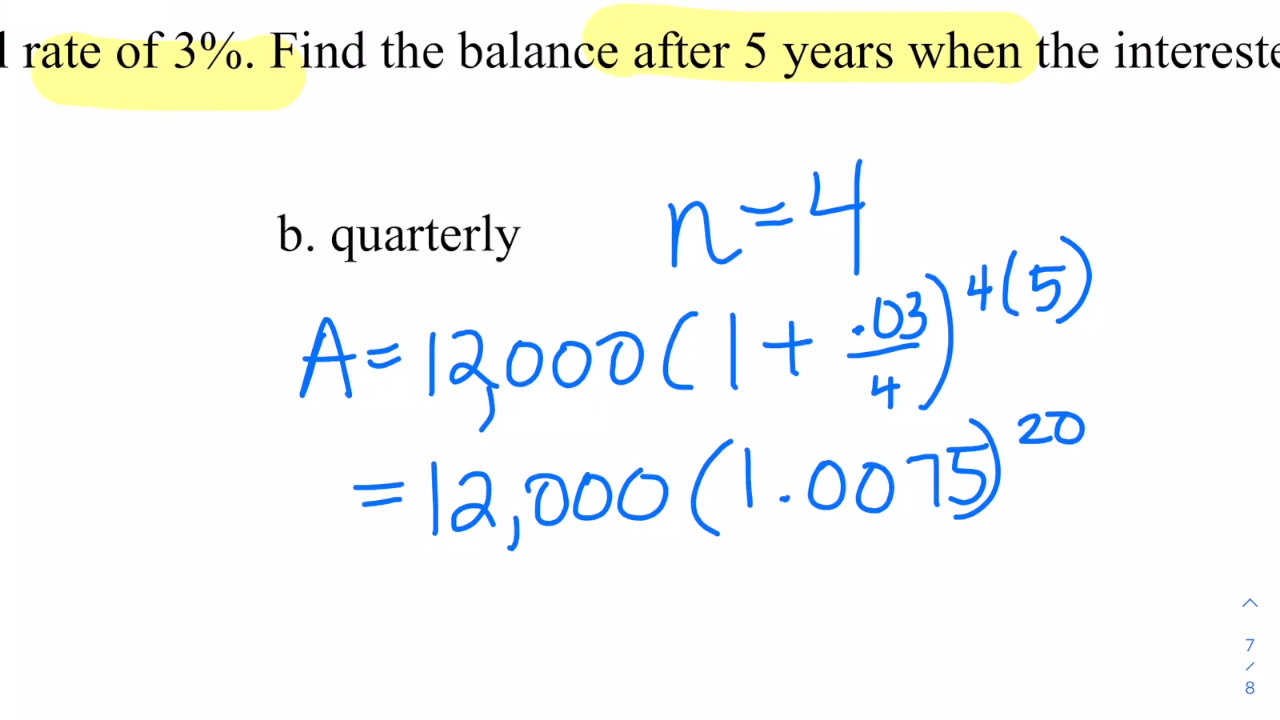 l rate of 3%. Find the balance after 5 years when the intereste
b. quarterly n=4
A=12,000(1+.03/4)^4(5)
=12,000(1.0075)^20
^
7
/
8